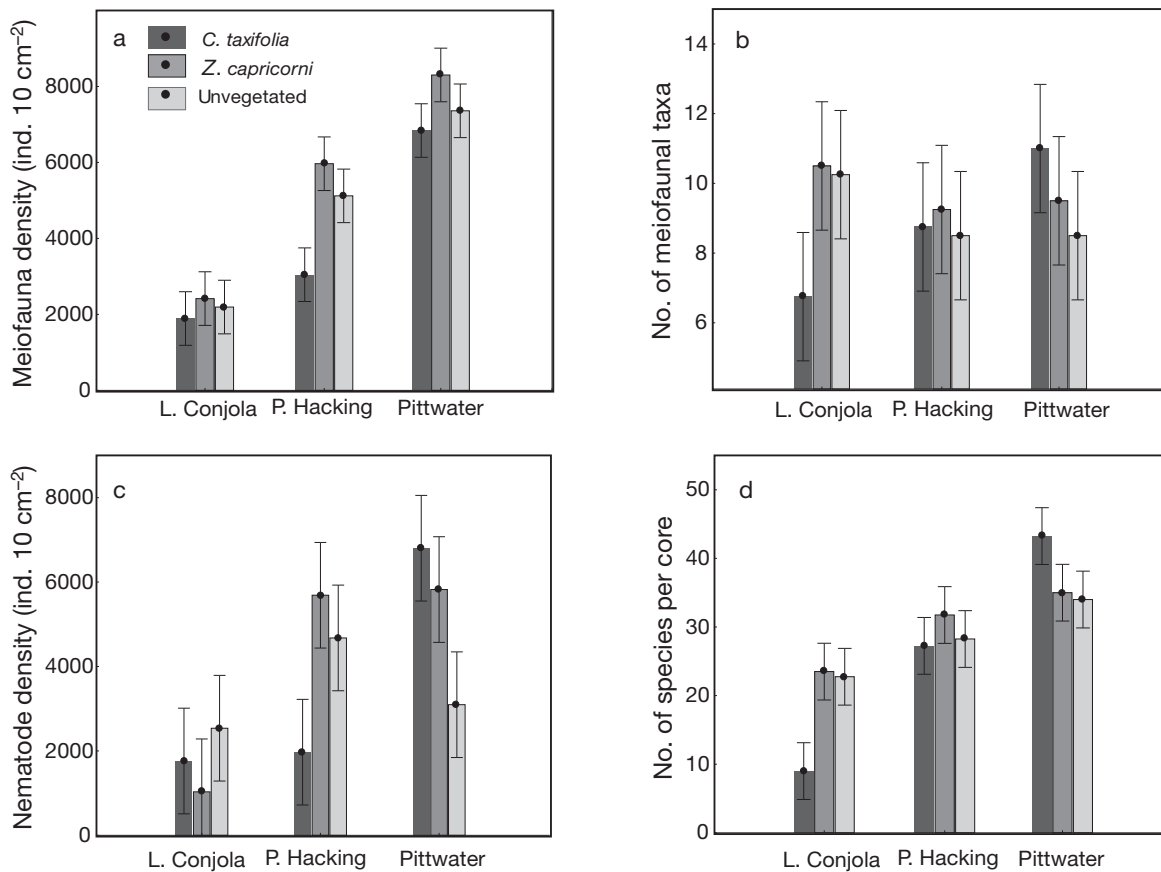 a
C. taxifolia
Z. capricorni
Unvegetated
Meiofauna density (ind. 10 cm⁻²)
8000
6000
4000
2000
0
L. Conjola P. Hacking Pittwater
b
No. of meiofaunal taxa
14
12
10
8
6
L. Conjola P. Hacking Pittwater
c
Nematode density (ind. 10 cm⁻²)
8000
6000
4000
2000
0
L. Conjola P. Hacking Pittwater
d
No. of species per core
50
40
30
20
10
0
L. Conjola P. Hacking Pittwater